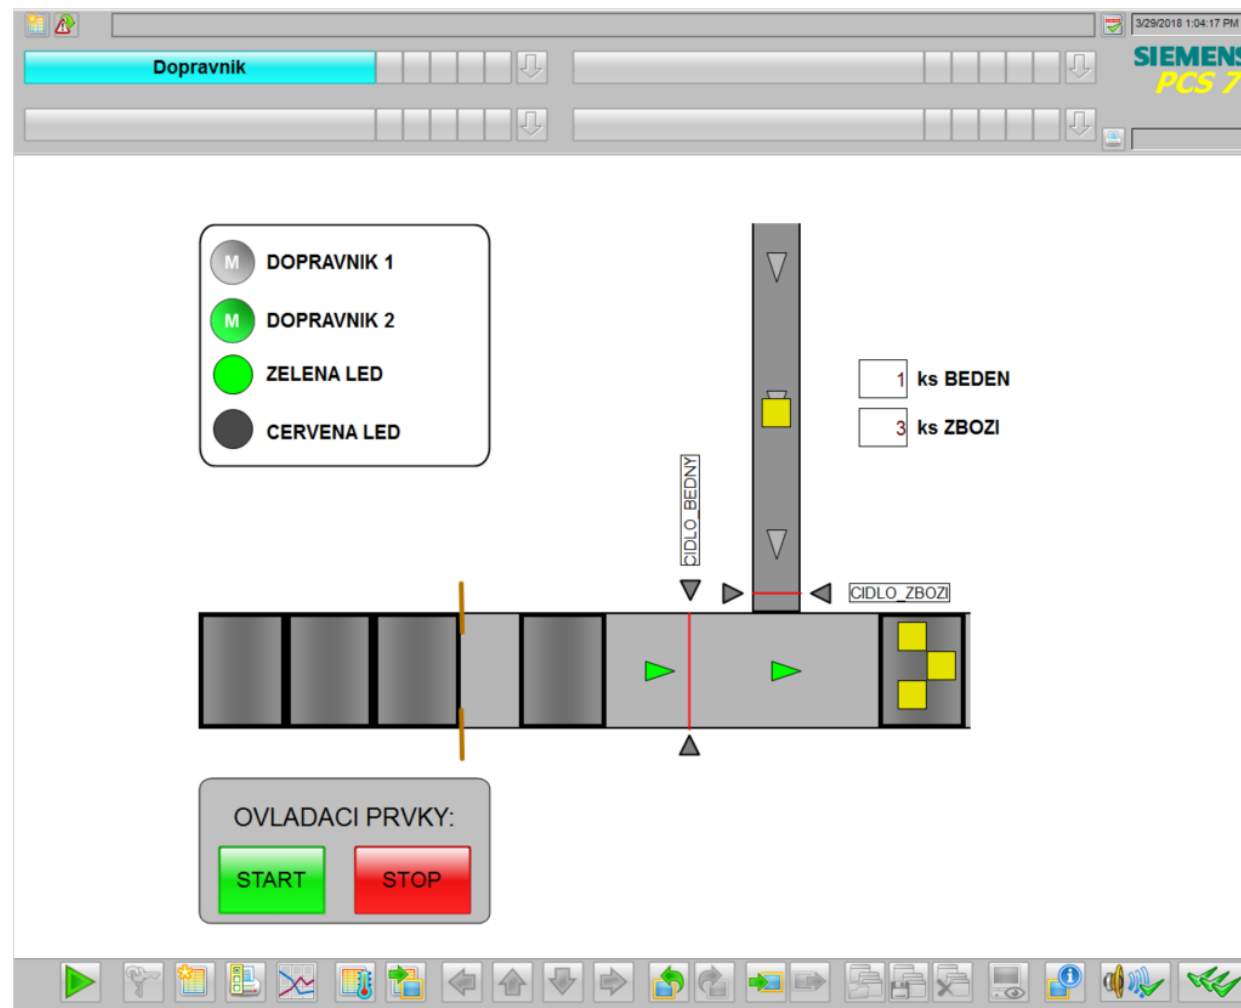 3/29/2018 1:04:17 PM
Dopravnik
SIEMENS
PCS 7
M DOPRAVNIK 1
M DOPRAVNIK 2
ZELENA LED
CERVENA LED
1 ks BEDEN
3 ks ZBOZI
CIDLO_BEDNY
CIDLO_ZBOZI
OVLADACI PRVKY:
START
STOP